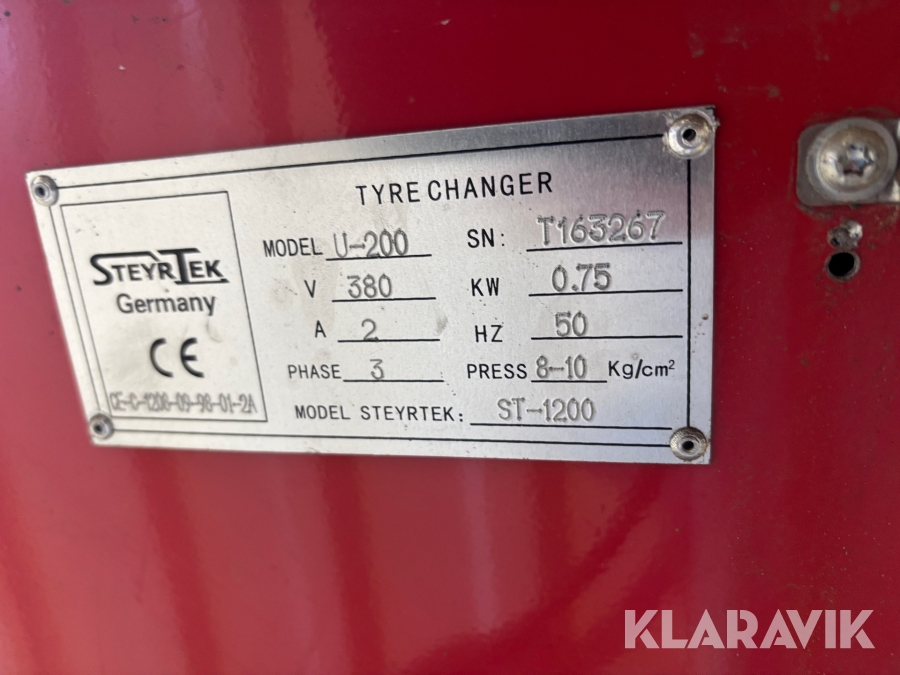 TYRE CHANGER
MODEL U-200 SN: T163267
V 380 KW 0.75
A 2 HZ 50
PHASE 3 PRESS 8-10 Kg/cm²
MODEL STEYRTEK: ST-1200
STEYRTEK
Germany
CE
CE-C-1206-09-98-01-2A
KLARAVIK